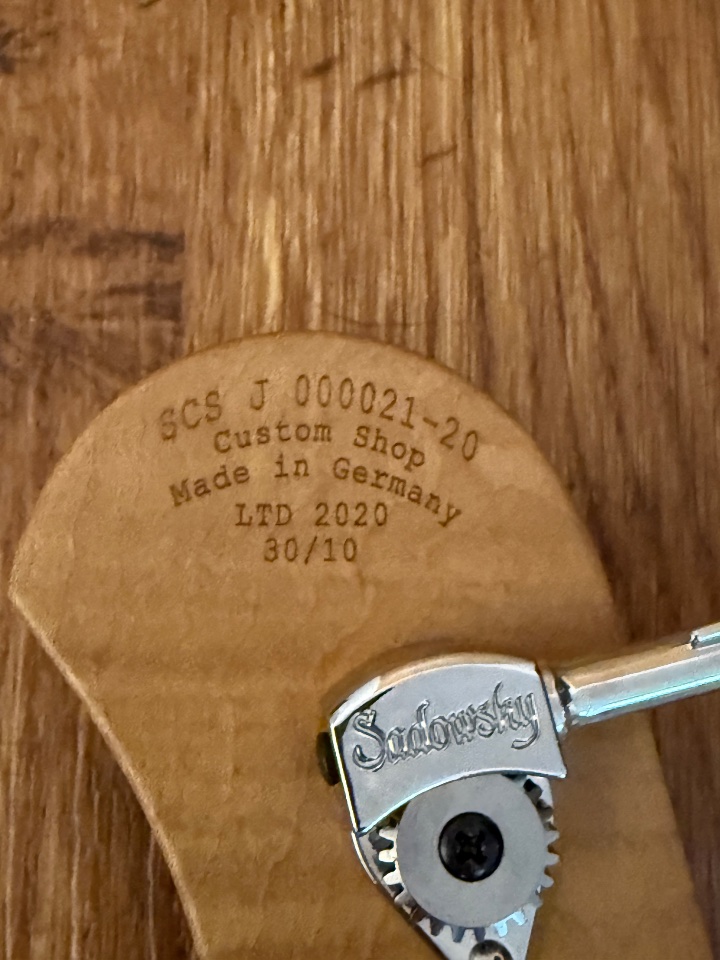 SCS J 000021-20
Custom Shop
Made in Germany
LTD 2020
30/10
Sadowsky